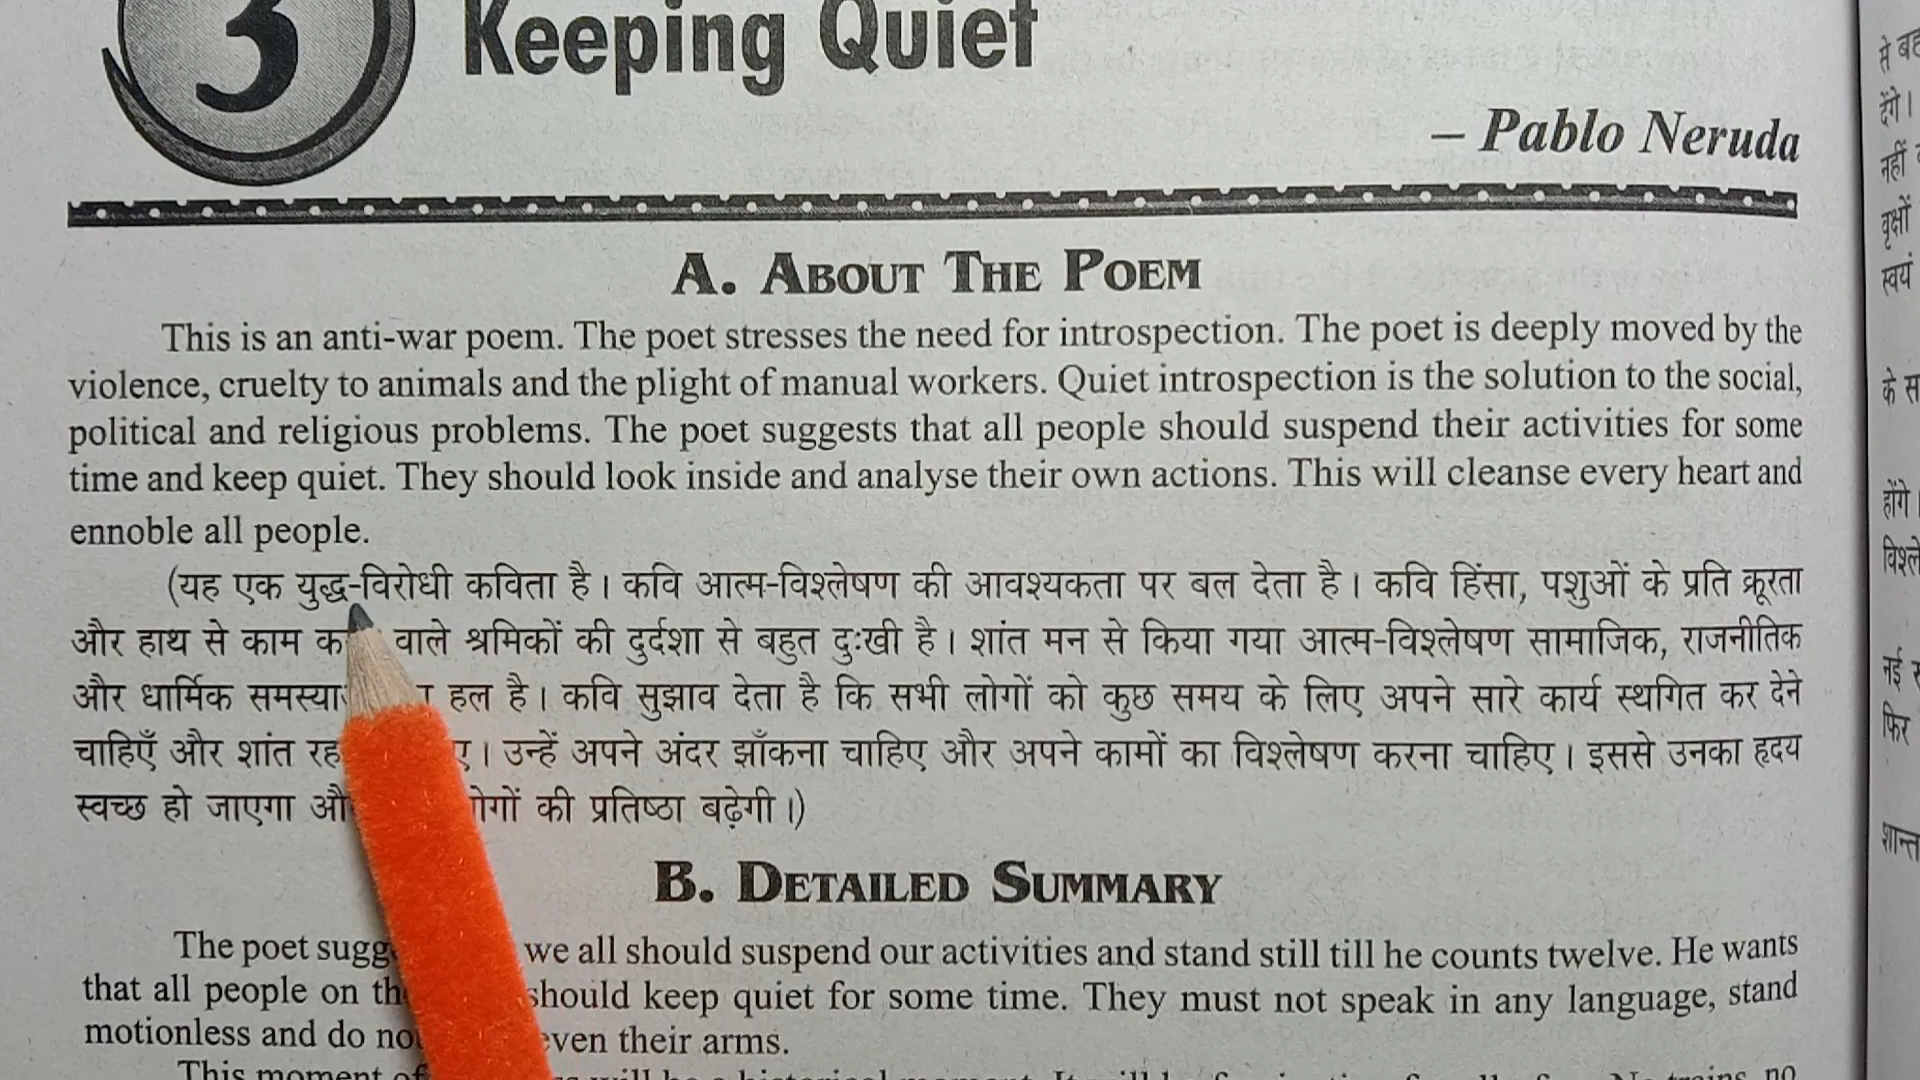 3
Keeping Quiet
– Pablo Neruda
A. ABOUT THE POEM
This is an anti-war poem. The poet stresses the need for introspection. The poet is deeply moved by the
violence, cruelty to animals and the plight of manual workers. Quiet introspection is the solution to the social,
political and religious problems. The poet suggests that all people should suspend their activities for some
time and keep quiet. They should look inside and analyse their own actions. This will cleanse every heart and
ennoble all people.
(यह एक युद्ध-विरोधी कविता है। कवि आत्म-विश्लेषण की आवश्यकता पर बल देता है। कवि हिंसा, पशुओं के प्रति क्रूरता
और हाथ से काम वाले श्रमिकों की दुर्दशा से बहुत दुःखी है। शांत मन से किया गया आत्म-विश्लेषण सामाजिक, राजनीतिक
और धार्मिक हल है। कवि सुझाव देता है कि सभी लोगों को कुछ समय के लिए अपने सारे कार्य स्थगित कर देने
चाहिएँ और शांत उन्हें अपने अंदर झाँकना चाहिए और अपने कामों का विश्लेषण करना चाहिए। इससे उनका हृदय
स्वच्छ हो जाएगा की प्रतिष्ठा बढ़ेगी।)
B. DETAILED SUMMARY
The poet we all should suspend our activities and stand still till he counts twelve. He wants
that all people on should keep quiet for some time. They must not speak in any language, stand
motionless and do even their arms.
This moment of
से
देंगे।
नहीं
वृक्षों
स्वयं
के
होंगे
नई
फिर